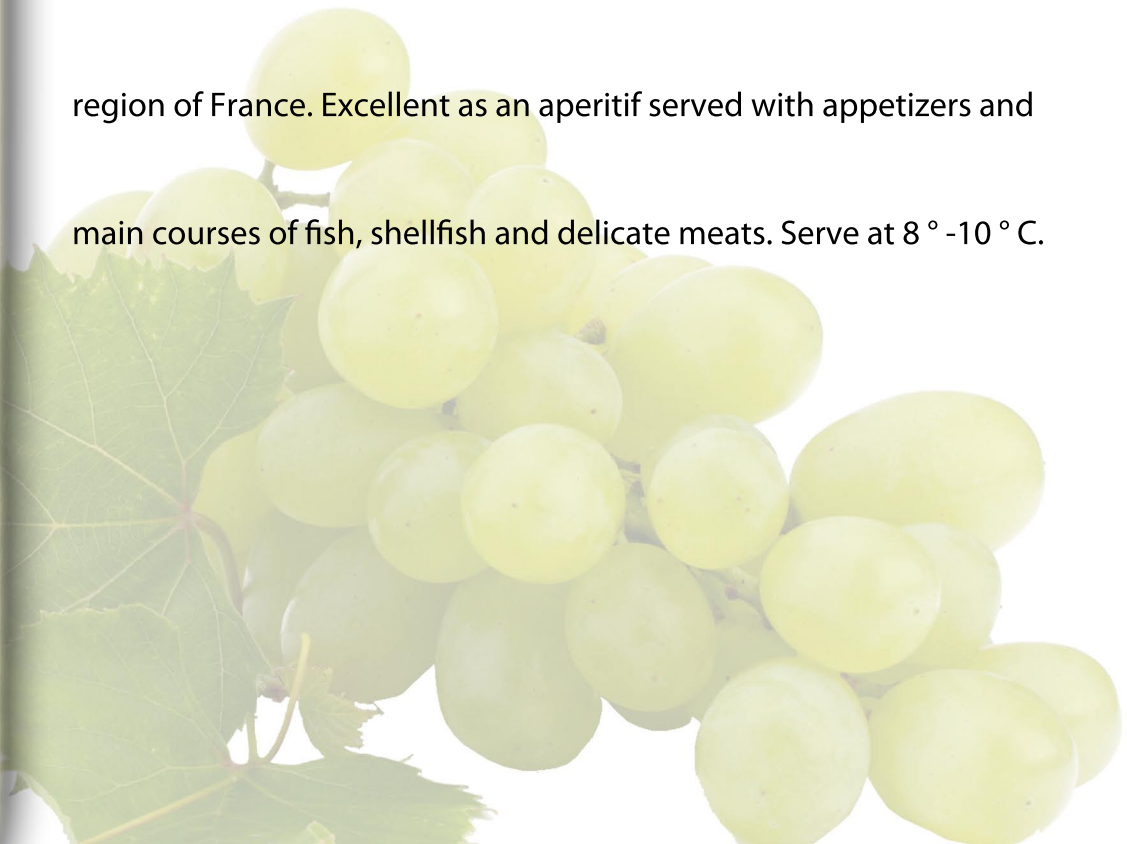 region of France. Excellent as an aperitif served with appetizers and
main courses of fish, shellfish and delicate meats. Serve at 8 ° -10 ° C.